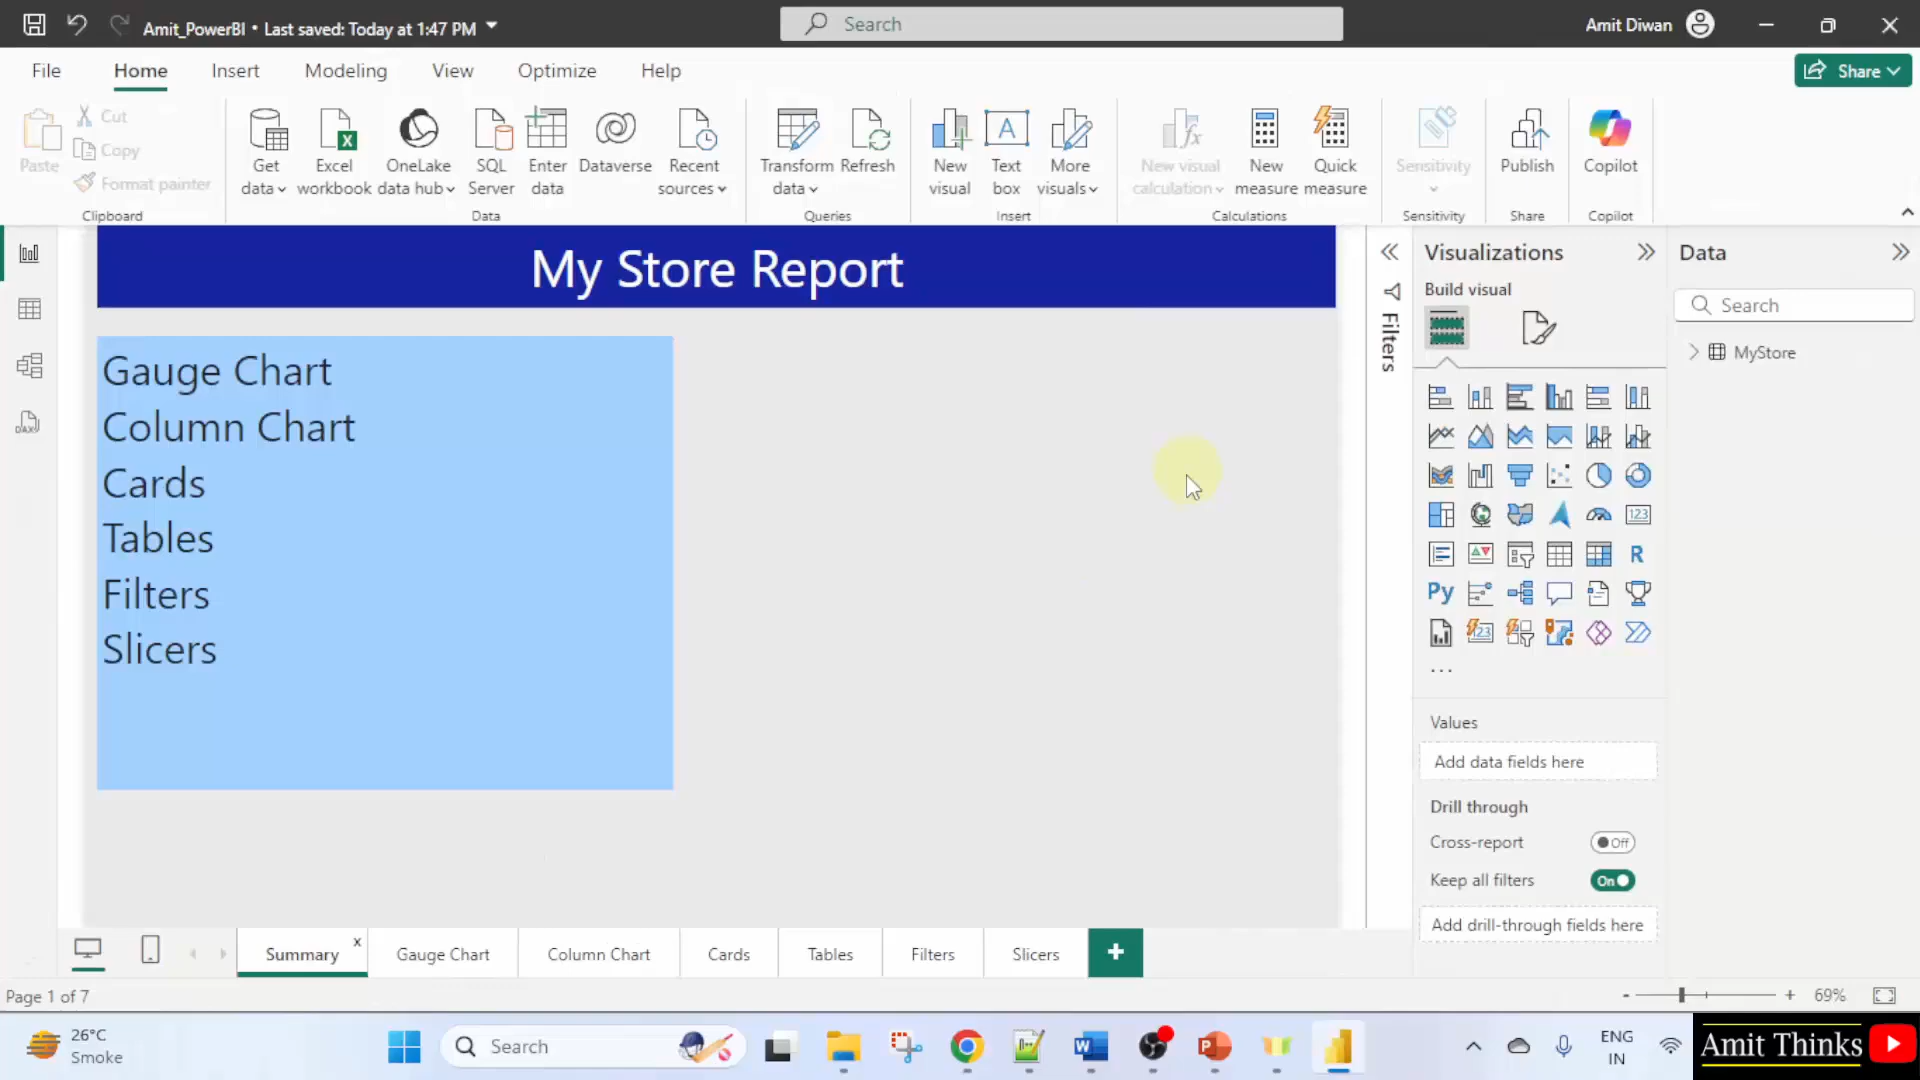 Amit_PowerBI • Last saved: Today at 1:47 PM
Search
Amit Diwan
File
Home
Insert
Modeling
View
Optimize
Help
Share
Paste
Cut
Copy
Format painter
Clipboard
Get data
Excel workbook
OneLake data hub
SQL Server
Enter data
Dataverse
Recent sources
Data
Transform data
Refresh
Queries
New visual
A
Text box
More visuals
Insert
New visual calculation
New measure
Quick measure
Calculations
Sensitivity
Sensitivity
Publish
Share
Copilot
Copilot
My Store Report
Gauge Chart
Column Chart
Cards
Tables
Filters
Slicers
DAX
Filters
Visualizations
Build visual
123
R
Py
123
...
Values
Add data fields here
Drill through
Cross-report
Off
Keep all filters
On
Add drill-through fields here
Data
Search
MyStore
Summary
x
Gauge Chart
Column Chart
Cards
Tables
Filters
Slicers
+
Page 1 of 7
- + 69%
26°C
Smoke
Search
ENG
IN
Amit Thinks